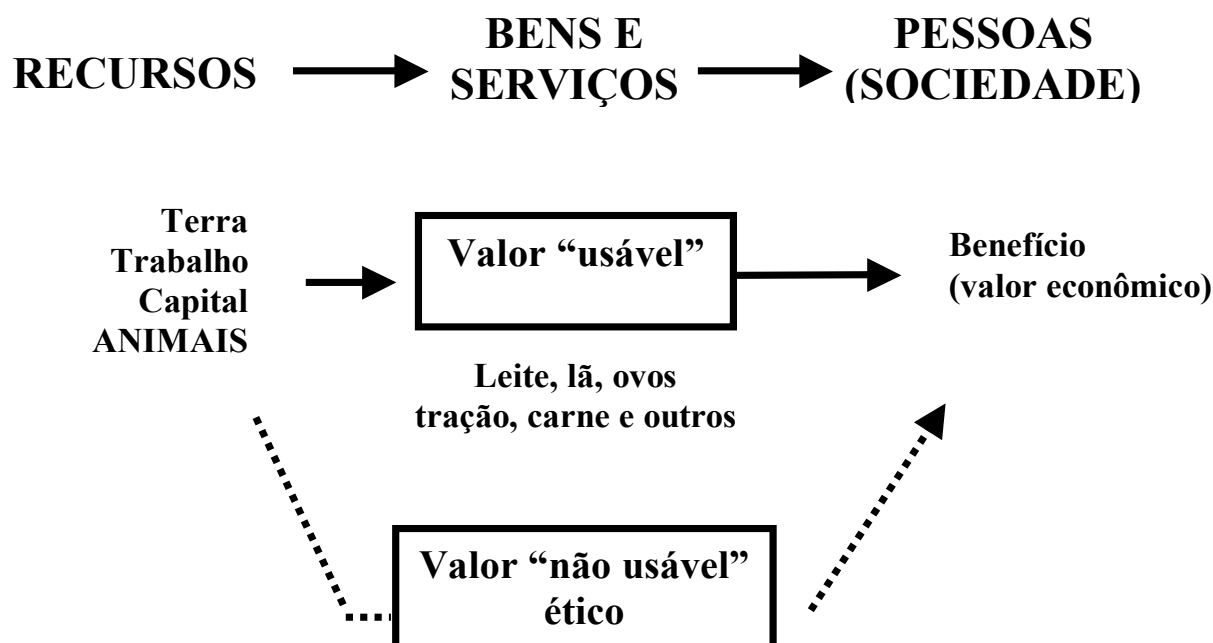 RECURSOS
BENS E
SERVIÇOS
PESSOAS
(SOCIEDADE)
Terra
Trabalho
Capital
ANIMAIS
Valor “usável”
Benefício
(valor econômico)
Leite, lã, ovos
tração, carne e outros
Valor “não usável”
ético